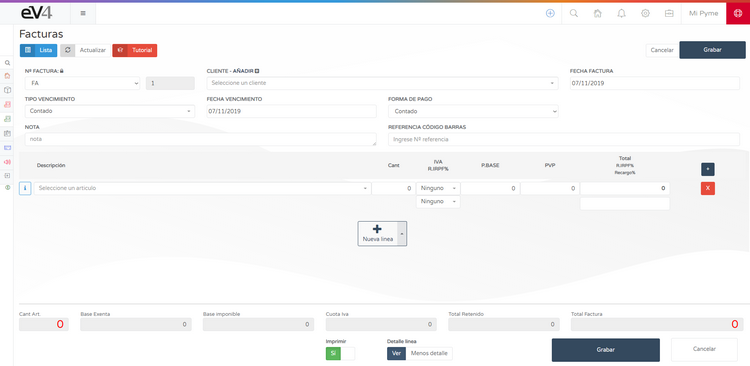 eV4
Mi Pyme
Facturas
Lista Actualizar Tutorial
Cancelar Grabar
Nº FACTURA: CLIENTE - AÑADIR FECHA FACTURA
FA 1 Seleccione un cliente 07/11/2019
TIPO VENCIMIENTO FECHA VENCIMIENTO FORMA DE PAGO
Contado 07/11/2019 Contado
NOTA REFERENCIA CÓDIGO BARRAS
nota Ingrese Nº referencia
Descripción Cant IVA R.IRPF% P.BASE PVP Total R.IRPF% Recargo% +
i Seleccione un articulo 0 Ninguno 0 0 0 X
Ninguno
Nueva línea
Cant Art. Base Exenta Base imponible Cuota Iva Total Retenido Total Factura
0 0 0 0 0 0
Imprimir Detalle línea
Si Ver Menos detalle
Grabar Cancelar